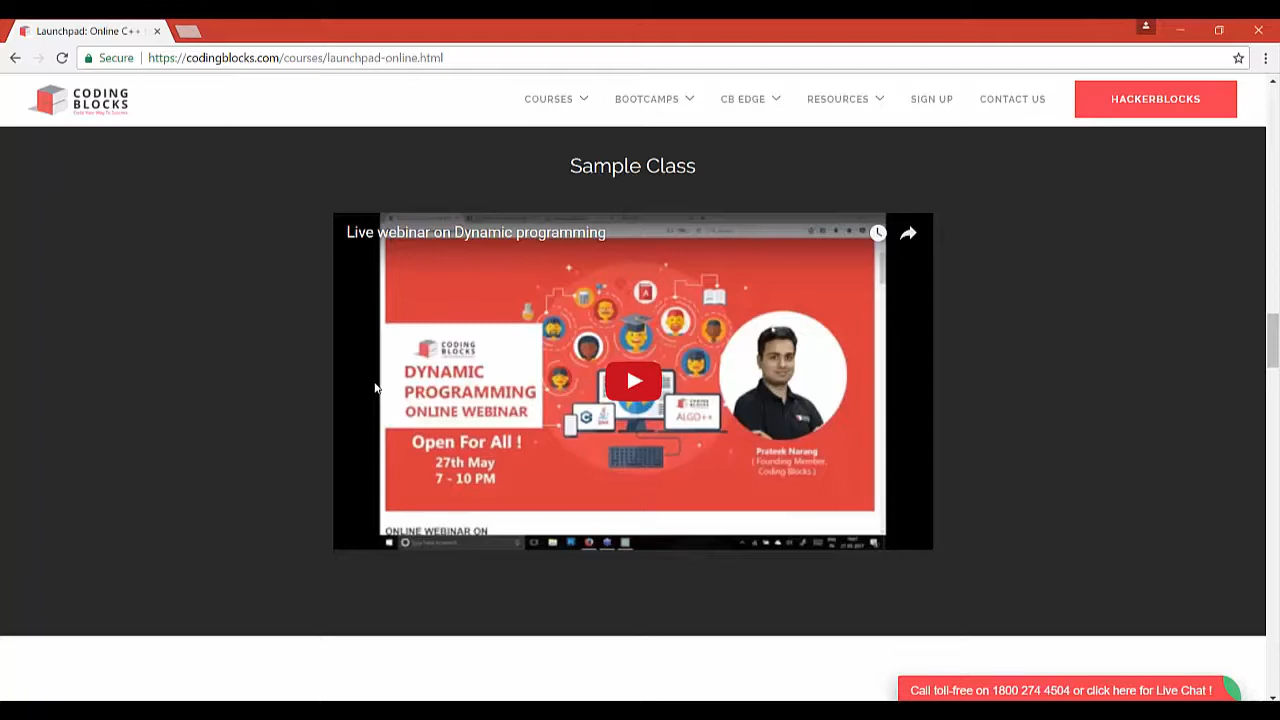 Launchpad: Online C++
Secure https://codingblocks.com/courses/launchpad-online.html
CODING
BLOCKS
COURSES BOOTCAMPS CB EDGE RESOURCES SIGN UP CONTACT US HACKERBLOCKS
Sample Class
Live webinar on Dynamic programming
CODING
BLOCKS
DYNAMIC
PROGRAMMING
ONLINE WEBINAR
Open For All !
27th May
7 - 10 PM
CODING
BLOCKS
ALGO++
Prateek Narang
( Founding Member,
Coding Blocks )
ONLINE WEBINAR ON
Call toll-free on 1800 274 4504 or click here for Live Chat !